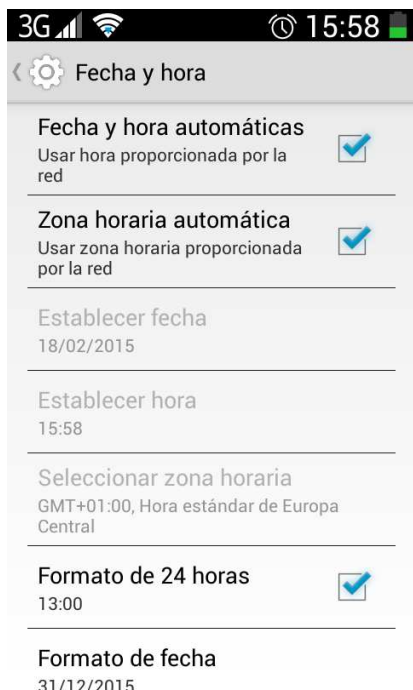 3G 15:58
Fecha y hora
Fecha y hora automáticas
Usar hora proporcionada por la
red
Zona horaria automática
Usar zona horaria proporcionada
por la red
Establecer fecha
18/02/2015
Establecer hora
15:58
Seleccionar zona horaria
GMT+01:00, Hora estándar de Europa
Central
Formato de 24 horas
13:00
Formato de fecha
31/12/2015